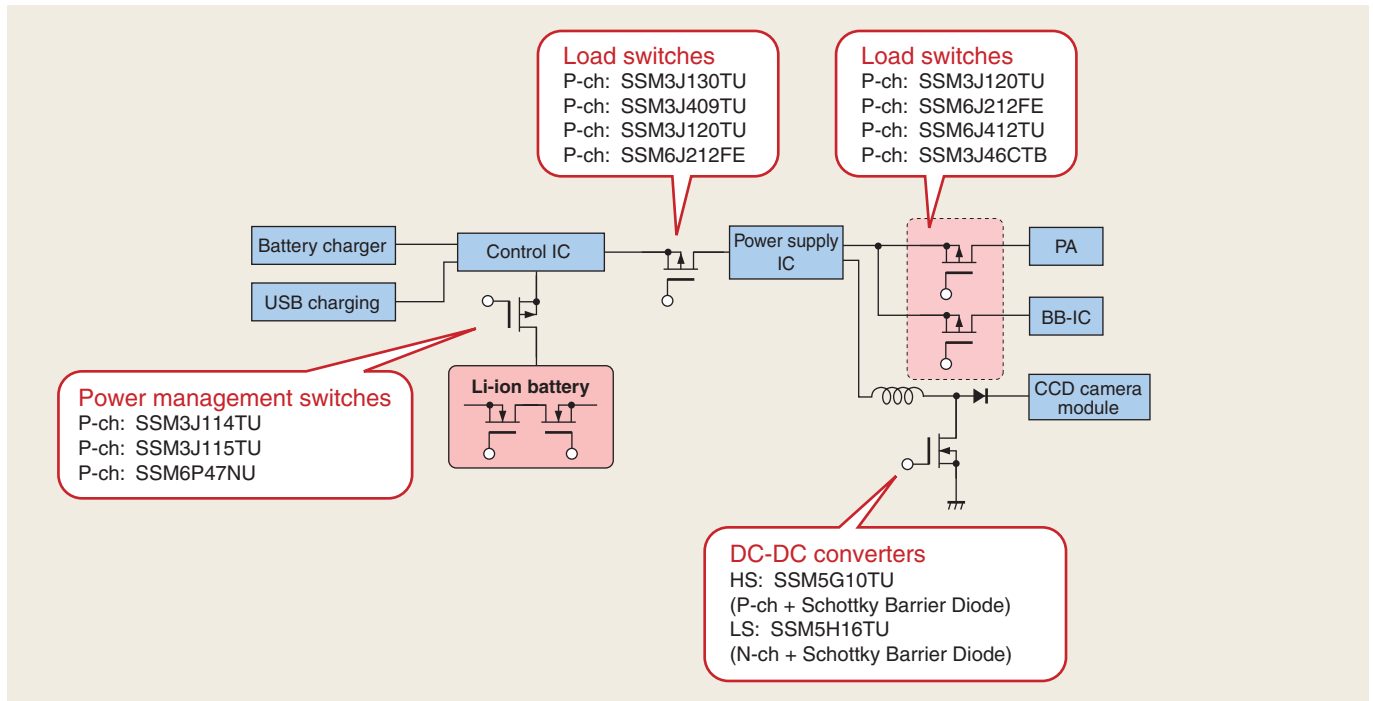 Load switches
P-ch: SSM3J130TU
P-ch: SSM3J409TU
P-ch: SSM3J120TU
P-ch: SSM6J212FE
Load switches
P-ch: SSM3J120TU
P-ch: SSM6J212FE
P-ch: SSM6J412TU
P-ch: SSM3J46CTB
Battery charger
USB charging
Control IC
Power supply
IC
PA
BB-IC
CCD camera
module
Li-ion battery
Power management switches
P-ch: SSM3J114TU
P-ch: SSM3J115TU
P-ch: SSM6P47NU
DC-DC converters
HS: SSM5G10TU
(P-ch + Schottky Barrier Diode)
LS: SSM5H16TU
(N-ch + Schottky Barrier Diode)